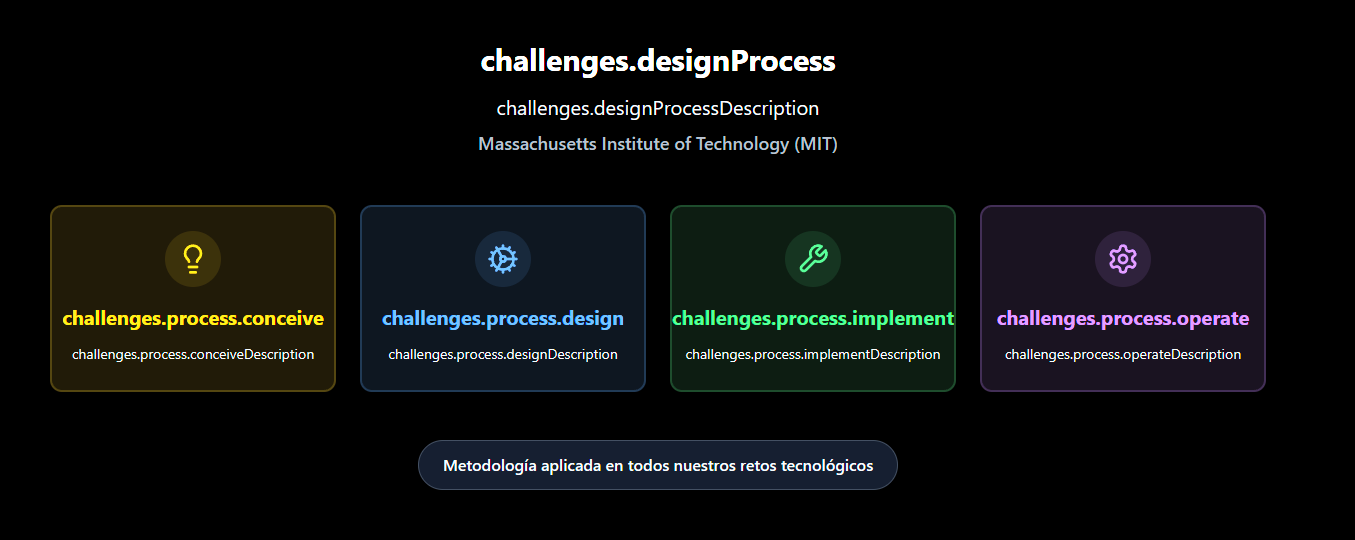 challenges.designProcess
challenges.designProcessDescription
Massachusetts Institute of Technology (MIT)
challenges.process.conceive
challenges.process.conceiveDescription
challenges.process.design
challenges.process.designDescription
challenges.process.implement
challenges.process.implementDescription
challenges.process.operate
challenges.process.operateDescription
Metodología aplicada en todos nuestros retos tecnológicos